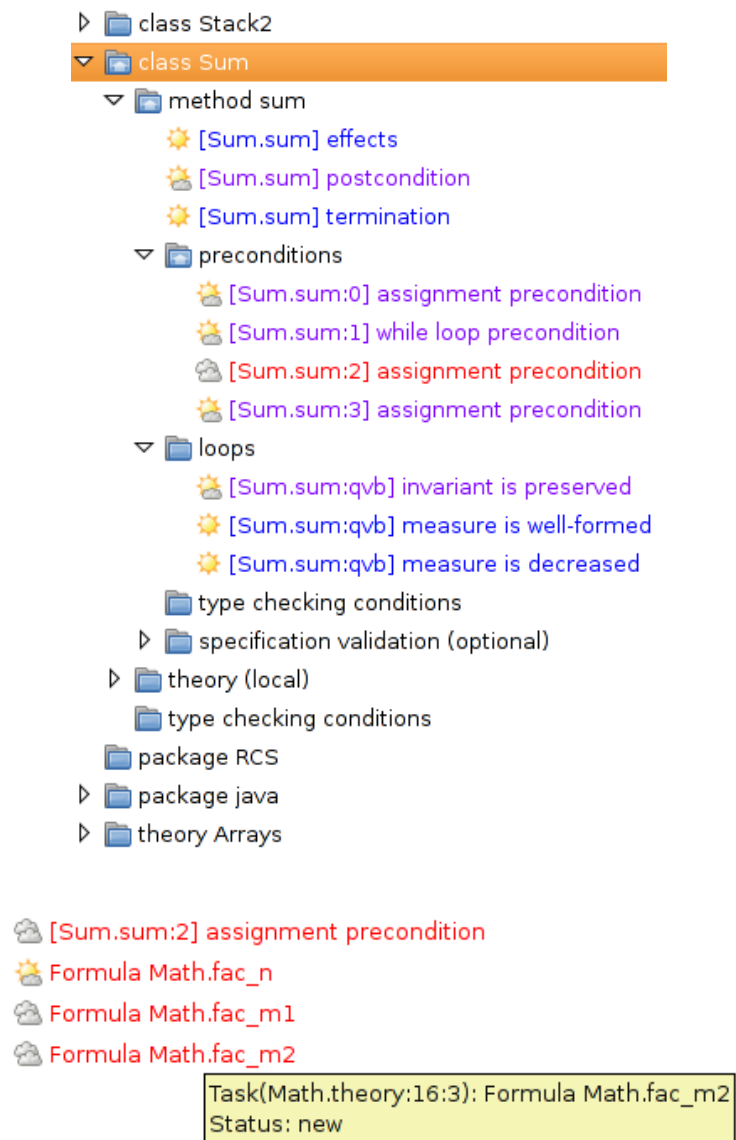 class Stack2
class Sum
method sum
[Sum.sum] effects
[Sum.sum] postcondition
[Sum.sum] termination
preconditions
[Sum.sum:0] assignment precondition
[Sum.sum:1] while loop precondition
[Sum.sum:2] assignment precondition
[Sum.sum:3] assignment precondition
loops
[Sum.sum:qvb] invariant is preserved
[Sum.sum:qvb] measure is well-formed
[Sum.sum:qvb] measure is decreased
type checking conditions
specification validation (optional)
theory (local)
type checking conditions
package RCS
package java
theory Arrays
[Sum.sum:2] assignment precondition
Formula Math.fac_n
Formula Math.fac_m1
Formula Math.fac_m2
Task(Math.theory:16:3): Formula Math.fac_m2
Status: new